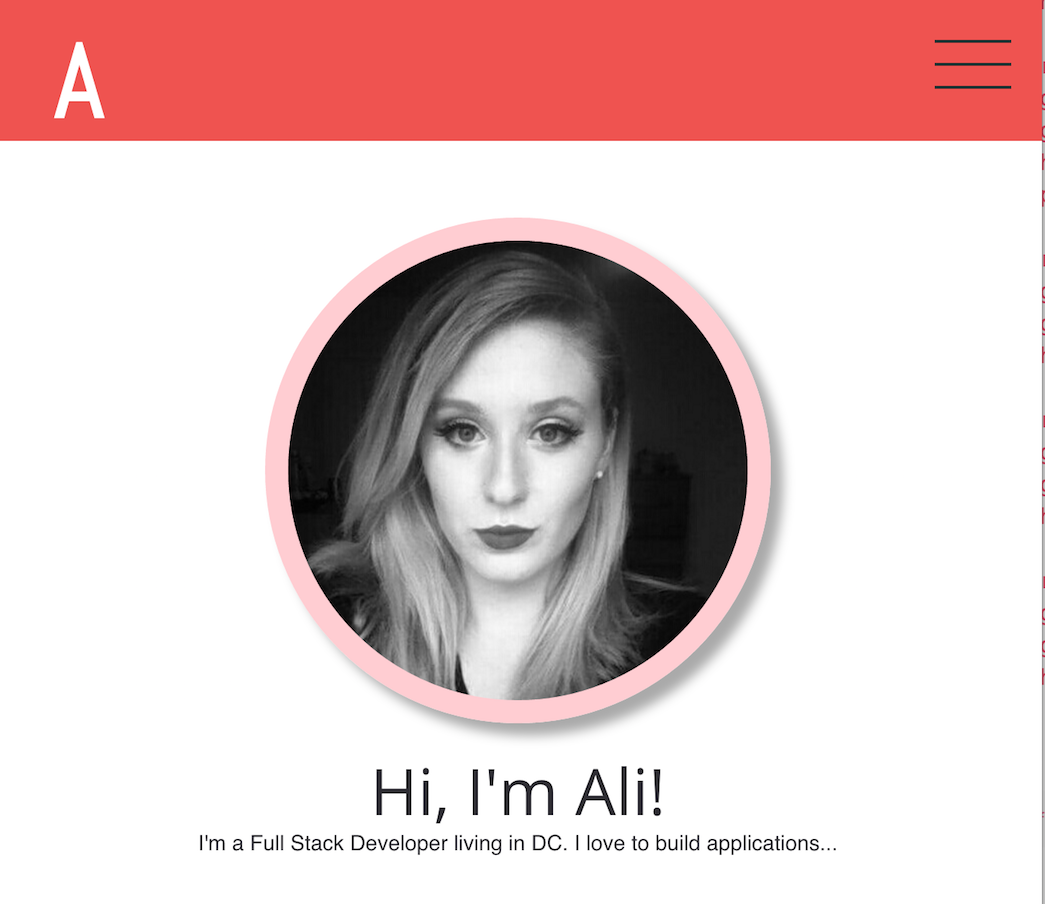 A
Hi, I'm Ali!
I'm a Full Stack Developer living in DC. I love to build applications...